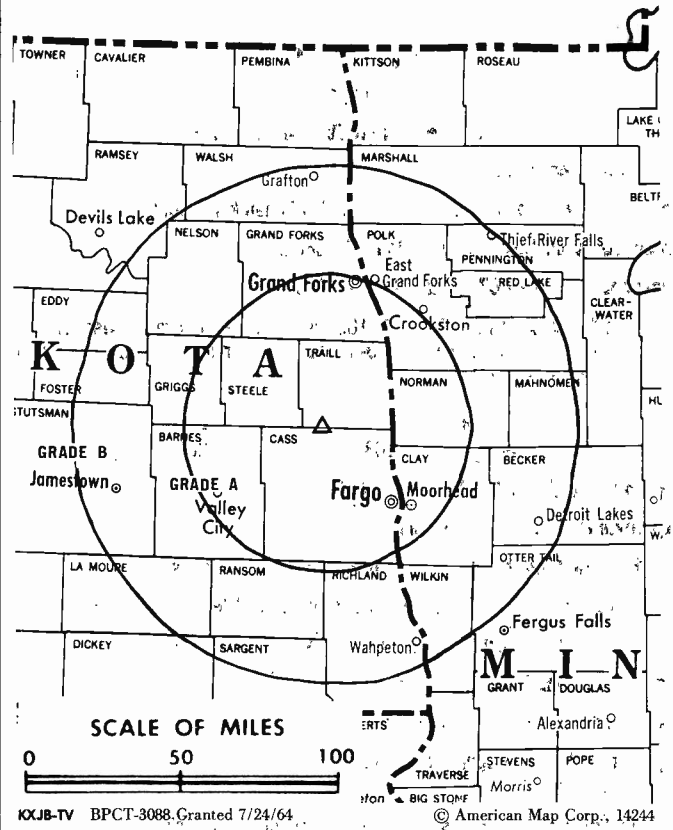 TOWNER CAVALIER PEMBINA KITTSON ROSEAU
LAKE
TH
RAMSEY WALSH MARSHALL
BELTR
Grafton
Devils Lake
NELSON GRAND FORKS POLK
Thief River Falls
PENNINGTON
East
Grand Forks Grand Forks
RED LAKE
CLEAR-
WATER
EDDY
Crookston
K O T A
TRAILL
FOSTER GRIGGS STEELE
NORMAN MAHNOMEN
HU
STUTSMAN
BARNES CASS
CLAY BECKER
GRADE B
Jamestown
GRADE A
Valley
City
Fargo Moorhead
Detroit Lakes
W
OTTER TAIL
LA MOURE RANSOM RICHLAND WILKIN
Fergus Falls
DICKEY SARGENT Wahpeton
M I N
GRANT DOUGLAS
SCALE OF MILES
0 50 100
ERTS
Alexandria
STEVENS POPE
TRAVERSE
Morris
eton BIG STONE
KXJB-TV BPCT-3088 Granted 7/24/64 © American Map Corp., 14244